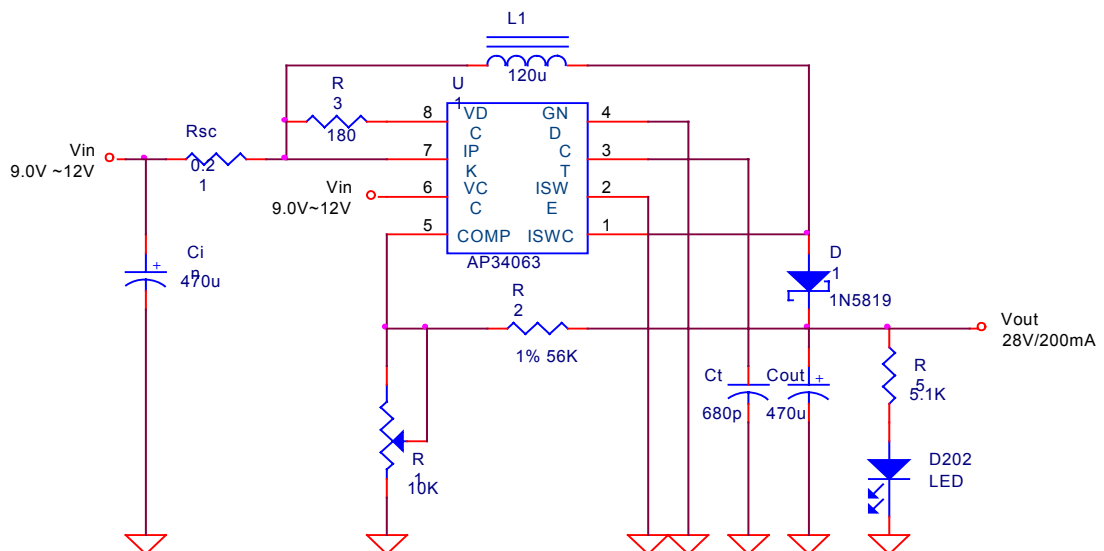 L1
120u
R
3
180
U
1
8
VD
C
GN
D
4
Rsc
0.2
1
Vin
9.0V ~12V
7
IP
K
C
T
3
Vin
9.0V~12V
6
VC
C
ISW
E
2
5
COMP
ISWC
1
AP34063
Ci
n
470u
D
1
1N5819
R
2
1% 56K
Vout
28V/200mA
Ct
680p
Cout
470u
R
5
5.1K
R
1
10K
D202
LED
+
+